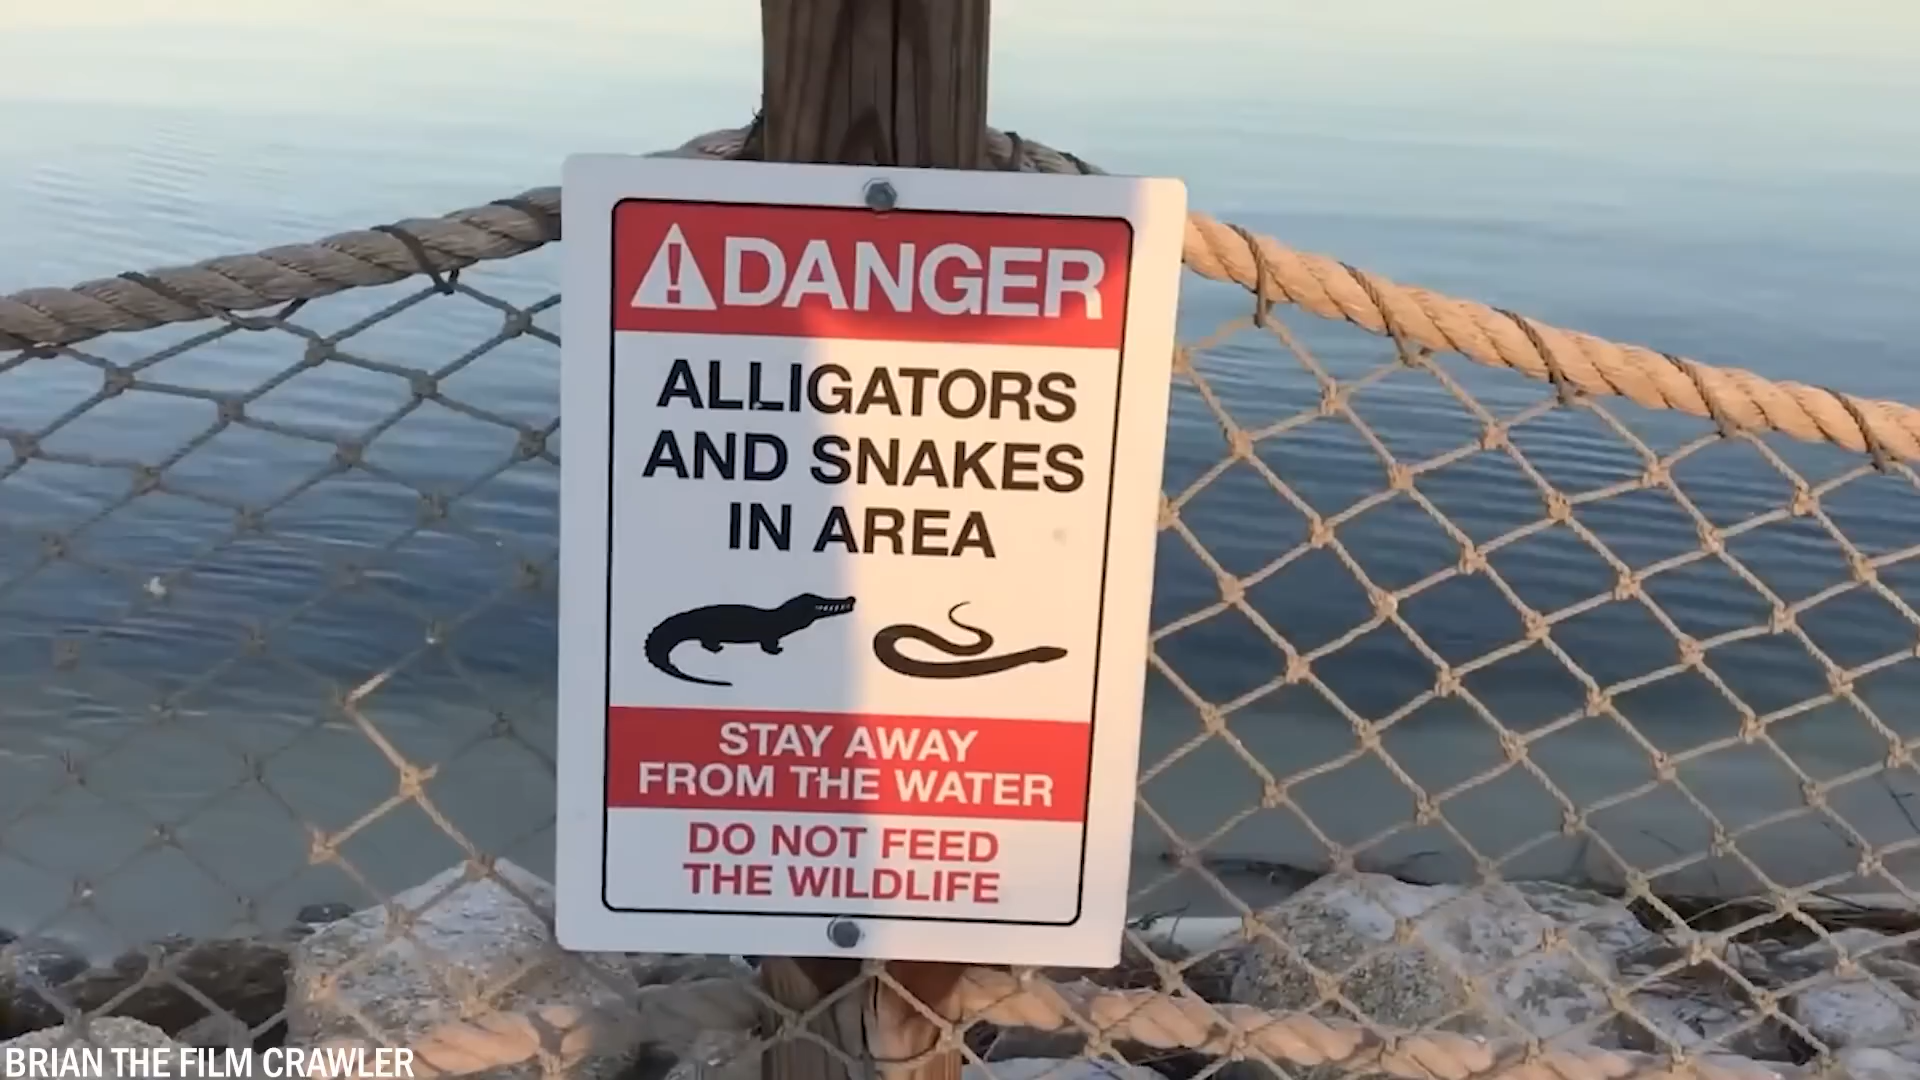 DANGER
ALLIGATORS
AND SNAKES
IN AREA
STAY AWAY
FROM THE WATER
DO NOT FEED
THE WILDLIFE
BRIAN THE FILM CRAWLER